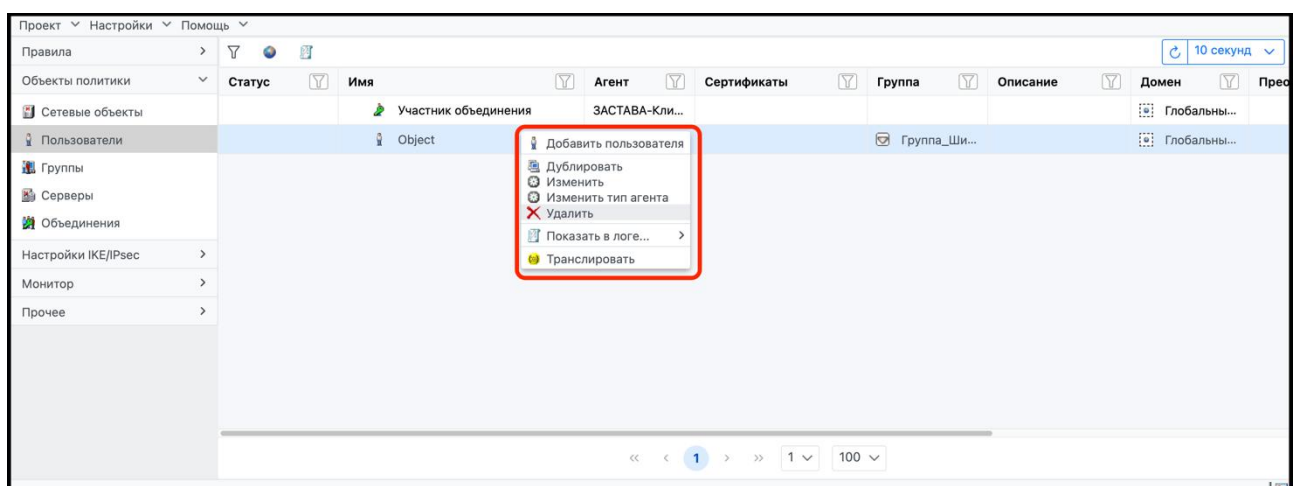 Проект Настройки Помощь
Правила
10 секунд
Объекты политики
Статус Имя Агент Сертификаты Группа Описание Домен Прео
Сетевые объекты
Участник объединения ЗАСТАВА-Кли... Глобальны...
Пользователи
Object Группа_Ши... Глобальны...
Добавить пользователя
Дублировать
Изменить
Изменить тип агента
Удалить
Показать в логе...
Транслировать
Группы
Серверы
Объединения
Настройки IKE/IPsec
Монитор
Прочее
<< < 1 > >> 1 100